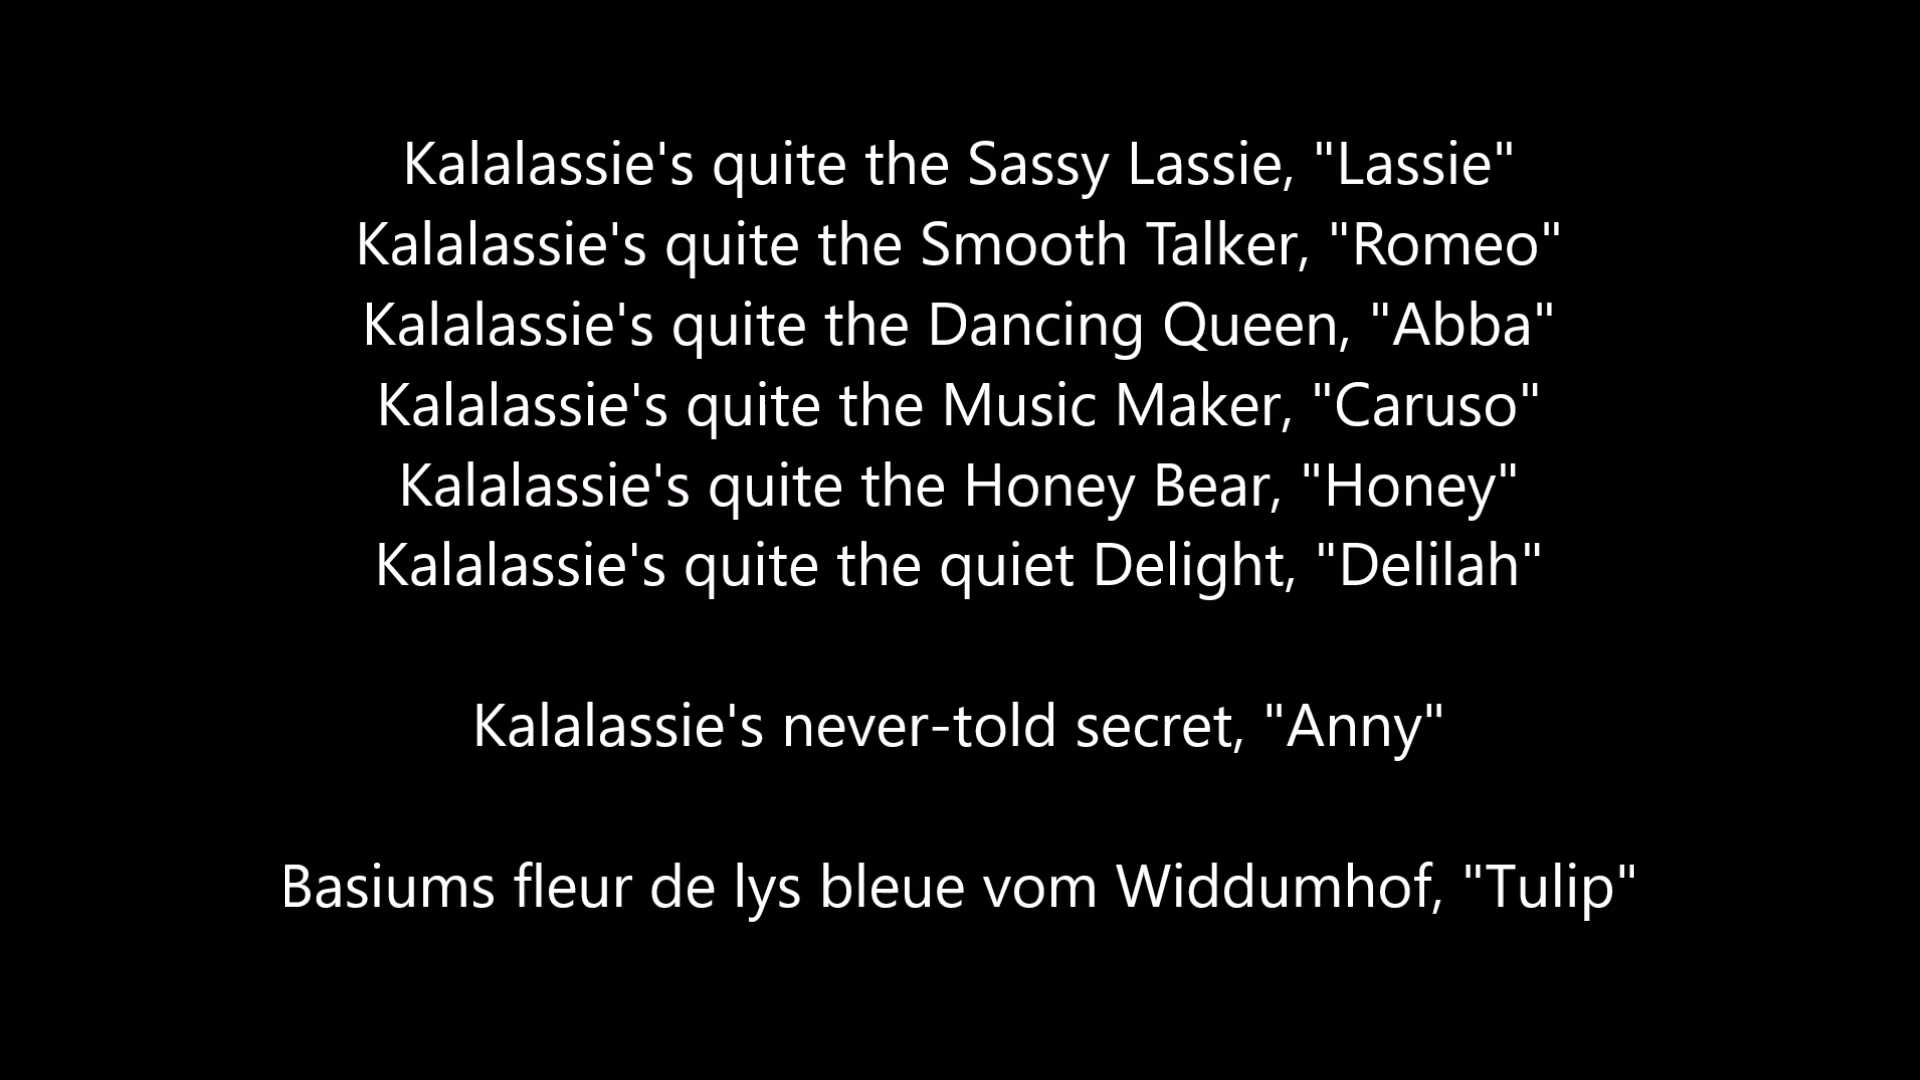 Kalalassie's quite the Sassy Lassie, "Lassie"
Kalalassie's quite the Smooth Talker, "Romeo"
Kalalassie's quite the Dancing Queen, "Abba"
Kalalassie's quite the Music Maker, "Caruso"
Kalalassie's quite the Honey Bear, "Honey"
Kalalassie's quite the quiet Delight, "Delilah"
Kalalassie's never-told secret, "Anny"
Basiums fleur de lys bleue vom Widdumhof, "Tulip"